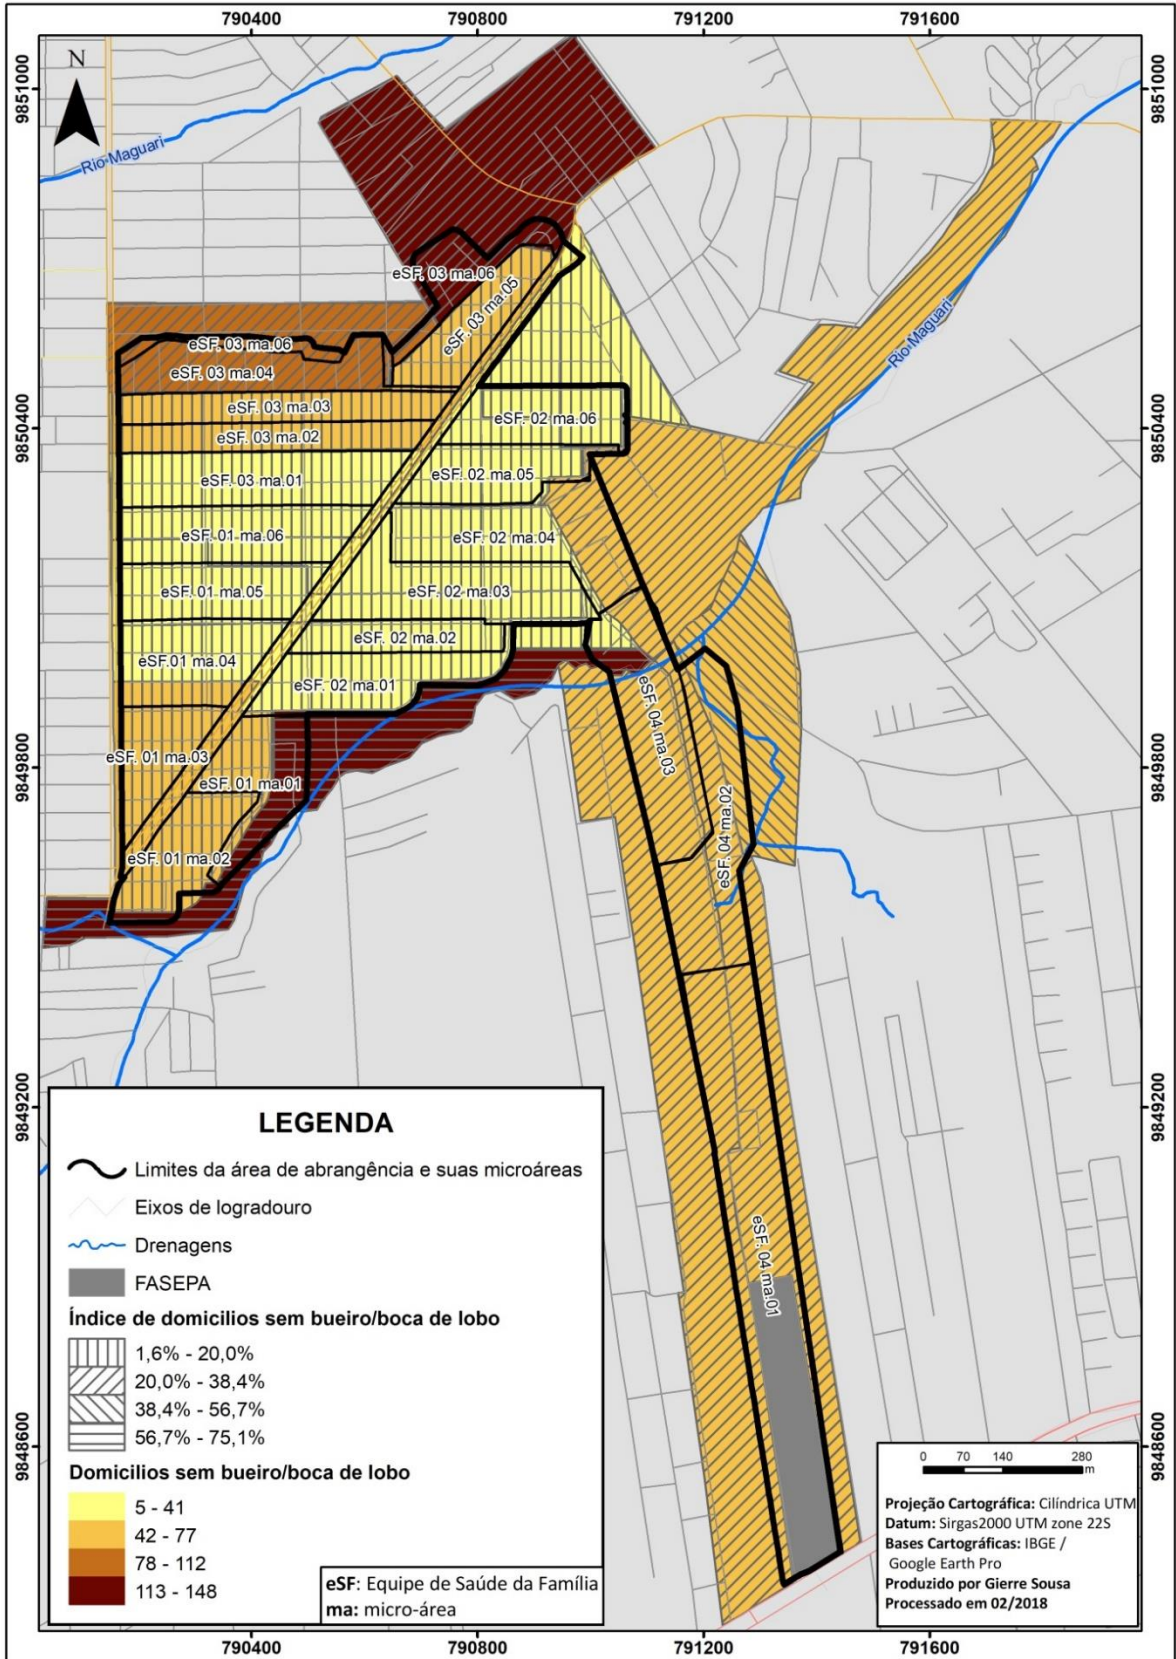 790400
790800
791200
791600
9851000
9851000
N
Rio Maguari
eSF. 03 ma.06
eSF. 03 ma.05
eSF. 03 ma.06
eSF. 03 ma.04
Rio Maguari
eSF. 03 ma.03
eSF. 02 ma.06
9850400
9850400
eSF. 03 ma.02
eSF. 03 ma.01
eSF. 02 ma.05
eSF. 01 ma.06
eSF. 02 ma.04
eSF. 01 ma.05
eSF. 02 ma.03
eSF. 02 ma.02
eSF.01 ma.04
eSF. 02 ma.01
eSF. 04 ma.03
eSF. 01 ma.03
9849800
9849800
eSF. 01 ma.01
eSF. 04 ma.02
eSF. 01 ma.02
9849200
9849200
eSF. 04 ma.01
LEGENDA
Limites da área de abrangência e suas microáreas
Eixos de logradouro
Drenagens
FASEPA
Índice de domicilios sem bueiro/boca de lobo
1,6% - 20,0%
20,0% - 38,4%
38,4% - 56,7%
56,7% - 75,1%
Domicilios sem bueiro/boca de lobo
5 - 41
42 - 77
78 - 112
113 - 148
eSF: Equipe de Saúde da Família
ma: micro-área
9848600
9848600
0 70 140 280
m
Projeção Cartográfica: Cilíndrica UTM
Datum: Sirgas2000 UTM zone 22S
Bases Cartográficas: IBGE /
Google Earth Pro
Produzido por Gierre Sousa
Processado em 02/2018
790400
790800
791200
791600